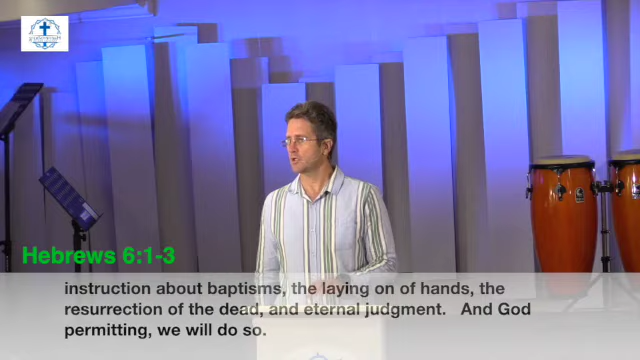 Hebrews 6:1-3
instruction about baptisms, the laying on of hands, the
resurrection of the dead, and eternal judgment. And God
permitting, we will do so.